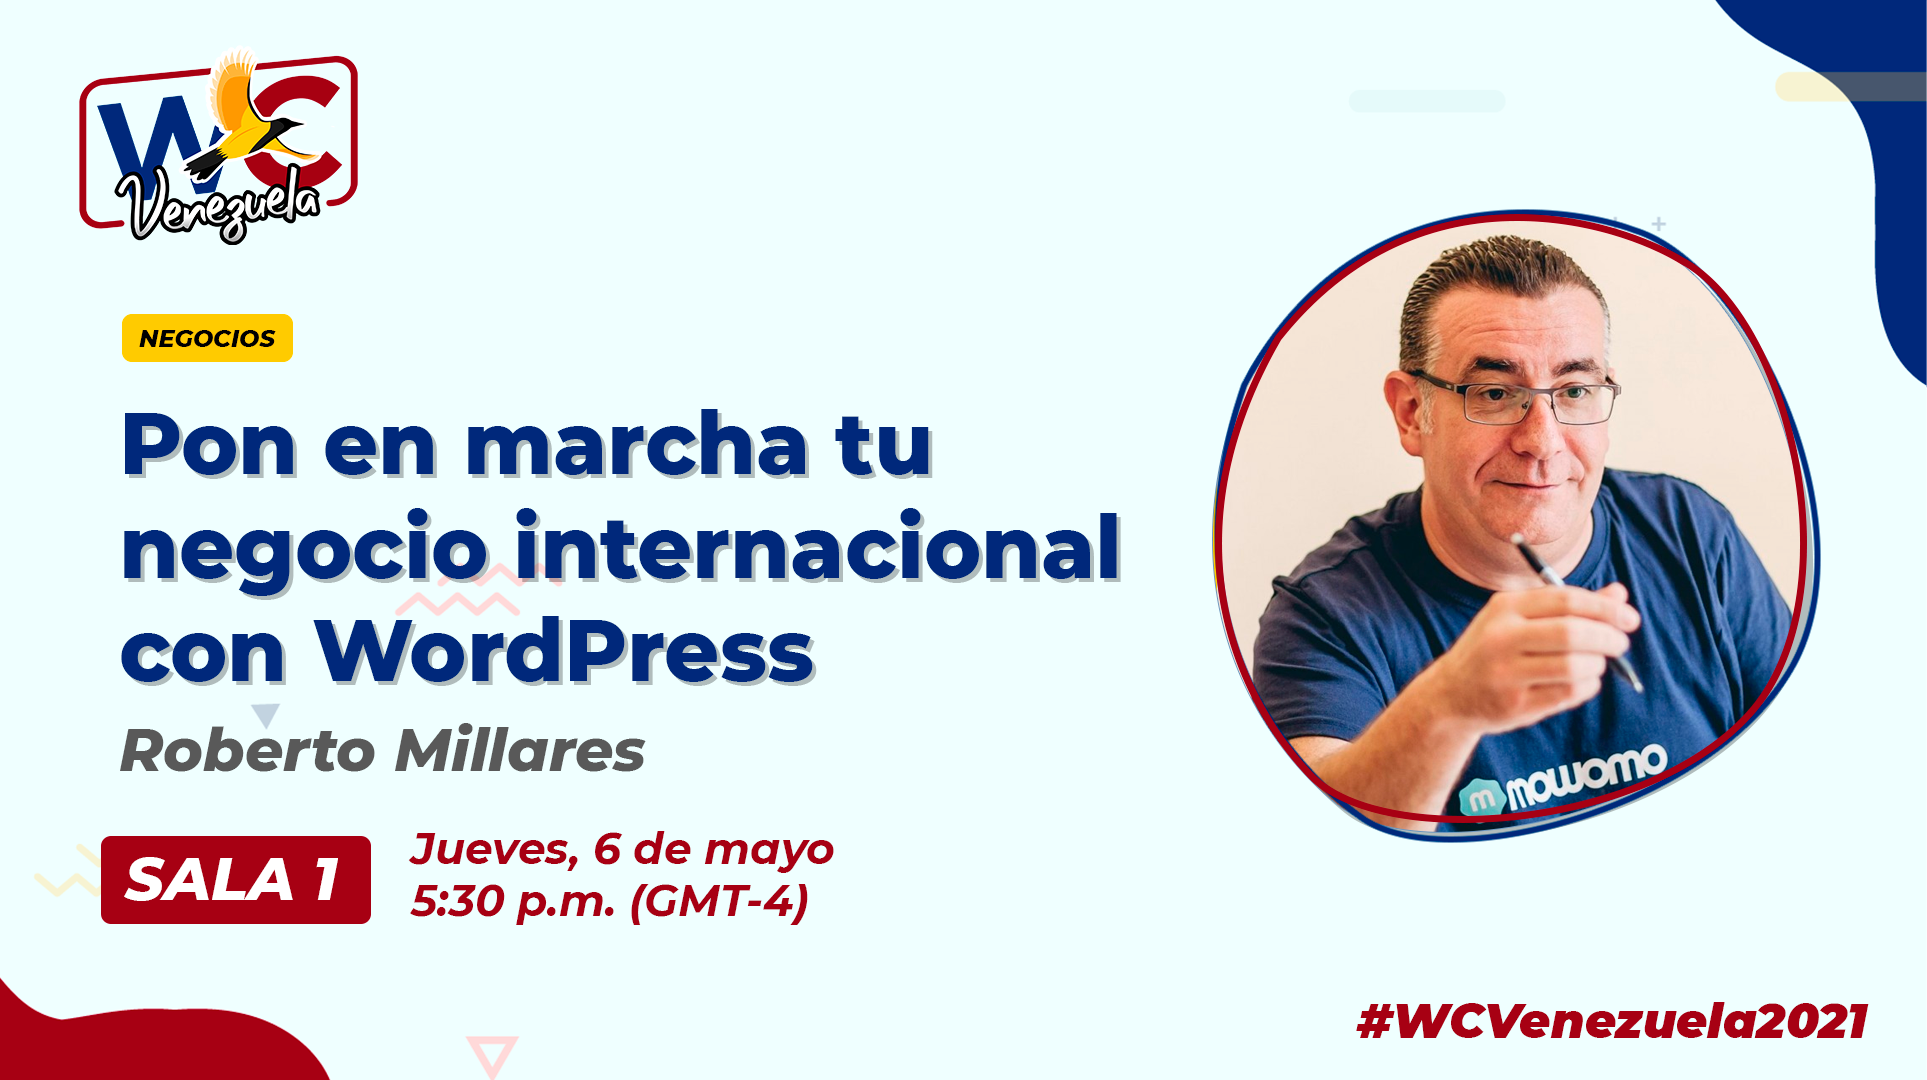 WC
Venezuela
NEGOCIOS
Pon en marcha tu
negocio internacional
con WordPress
Roberto Millares
SALA 1
Jueves, 6 de mayo
5:30 p.m. (GMT-4)
m mowomo
#WCVenezuela2021